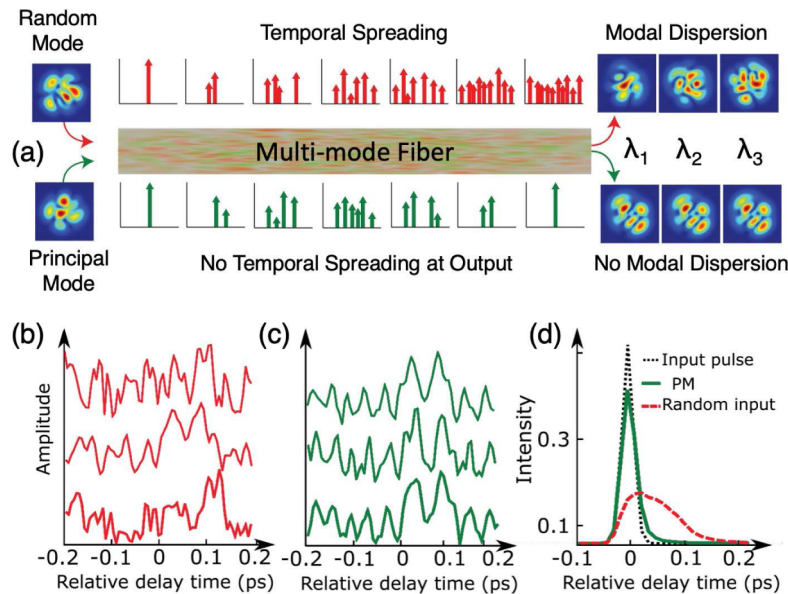 Random
Mode
Temporal Spreading
Modal Dispersion
(a)
Multi-mode Fiber
λ1 λ2 λ3
Principal
Mode
No Temporal Spreading at Output
No Modal Dispersion
(b)
Amplitude
-0.2 -0.1 0 0.1 0.2
Relative delay time (ps)
(c)
-0.2 -0.1 0 0.1 0.2
Relative delay time (ps)
(d)
Input pulse
PM
Random input
Intensity
0.3
0.1
-0.1 0 0.1 0.2
Relative delay time (ps)